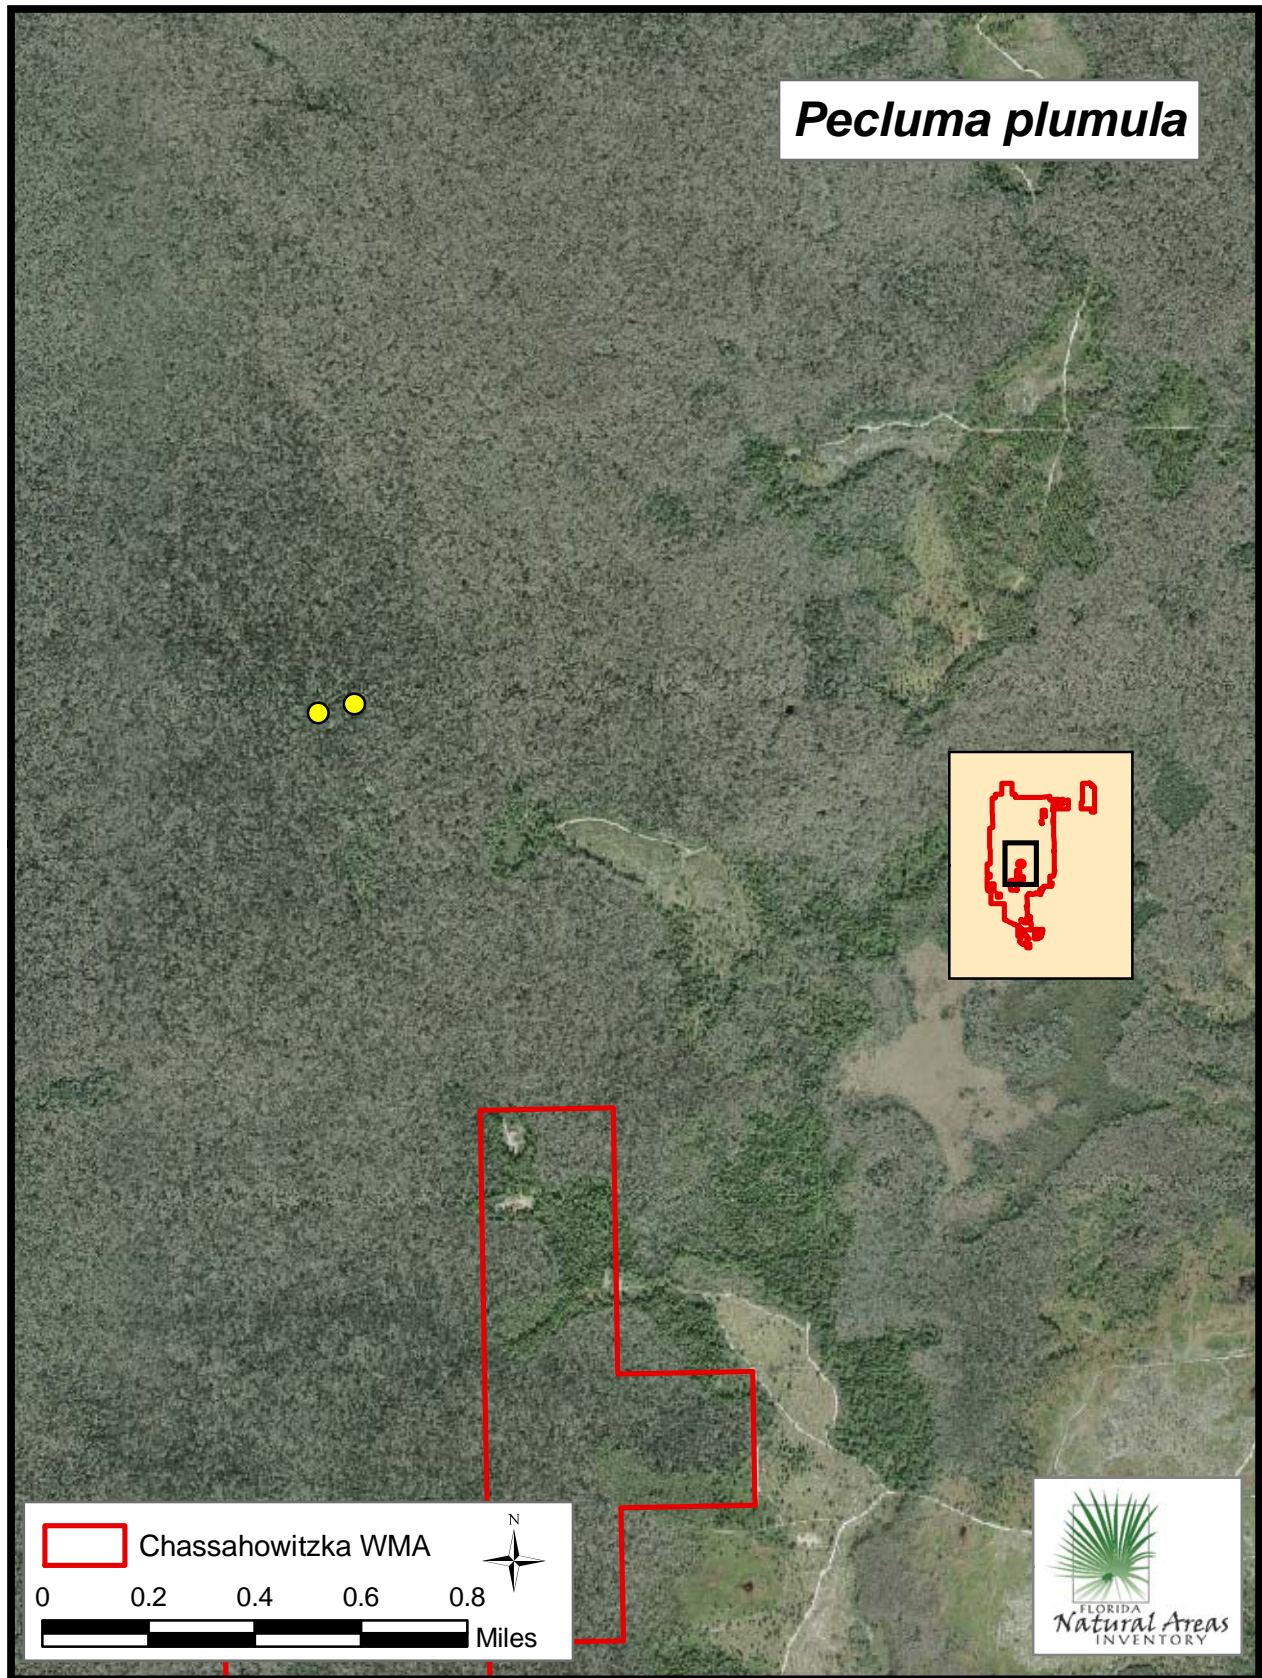 Pecluma plumula
Chassahowitzka WMA
N
0 0.2 0.4 0.6 0.8
Miles
FLORIDA
Natural Areas
INVENTORY